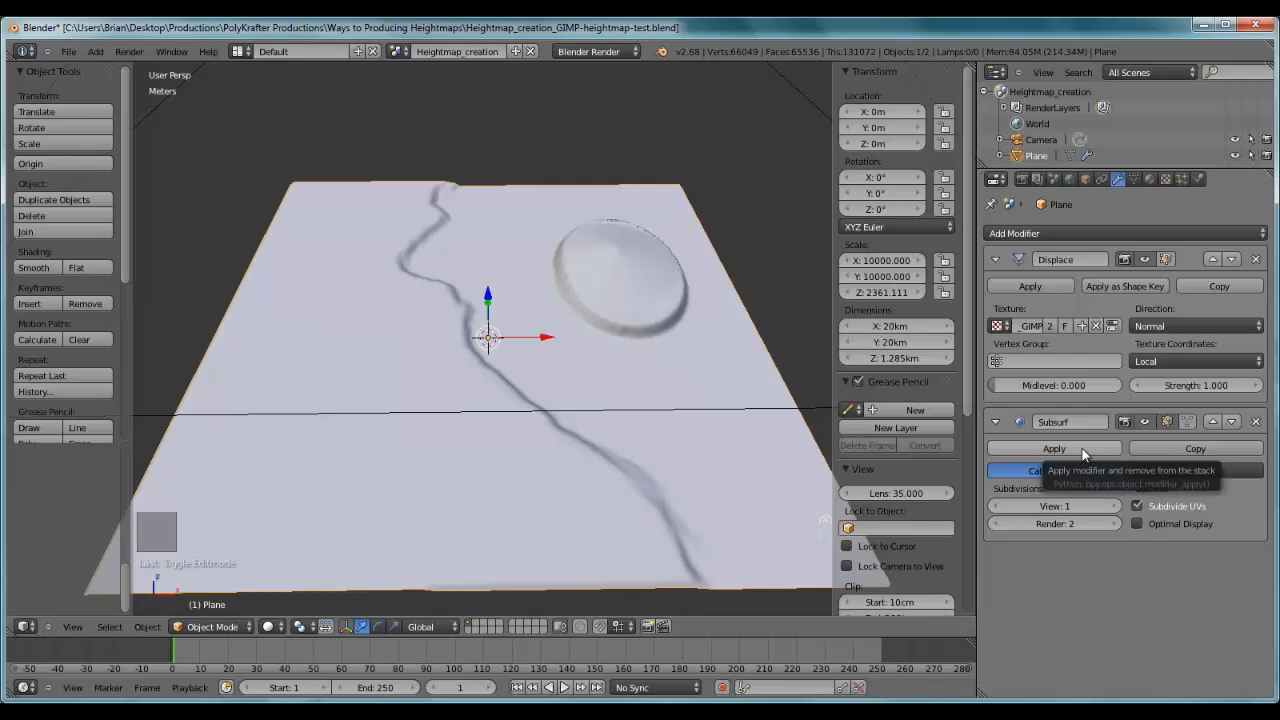 Blender* [C:\Users\Brian\Desktop\Productions\PolyKrafter Productions\Ways to Producing Heightmaps\Heightmap_creation_GIMP-heightmap-test.blend]
File Add Render Window Help Default Heightmap_creation Blender Render v2.68 | Verts:66049 | Faces:65536 | Tris:131072 | Objects:1/2 | Lamps:0/0 | Mem:84.05M (214.34M) | Plane
Object Tools
Transform:
Translate
Rotate
Scale
Origin
Object:
Duplicate Objects
Delete
Join
Shading:
Smooth Flat
Keyframes:
Insert Remove
Motion Paths:
Calculate Clear
Repeat:
Repeat Last
History...
Grease Pencil:
Draw Line
User Persp
Meters
Last: Toggle Editmode
(1) Plane
Transform
Location:
X: 0m
Y: 0m
Z: 0m
Rotation:
X: 0°
Y: 0°
Z: 0°
XYZ Euler
Scale:
X: 10000.000
Y: 10000.000
Z: 2361.111
Dimensions:
X: 20km
Y: 20km
Z: 1.285km
Grease Pencil
New
New Layer
Delete Frame Convert
View
Lens: 35.000
Lock to Object:
Lock to Cursor
Lock Camera to View
Clip:
Start: 10cm
View Search All Scenes
Heightmap_creation
RenderLayers
World
Camera
Plane
Plane
Add Modifier
Displace
Apply Apply as Shape Key Copy
Texture: Direction:
_GIMP 2 F Normal
Vertex Group: Texture Coordinates:
Local
Midlevel: 0.000 Strength: 1.000
Subsurf
Apply Copy
Apply modifier and remove from the stack
Python: bpy.ops.object.modifier_apply()
View: 1 Subdivide UVs
Render: 2 Optimal Display
View Select Object Object Mode Global
-50 -40 -30 -20 -10 0 10 20 30 40 50 60 70 80 90 100 110 120 130 140 150 160 170 180 190 200 210 220 230 240 250 260 270 280
View Marker Frame Playback Start: 1 End: 250 1 No Sync